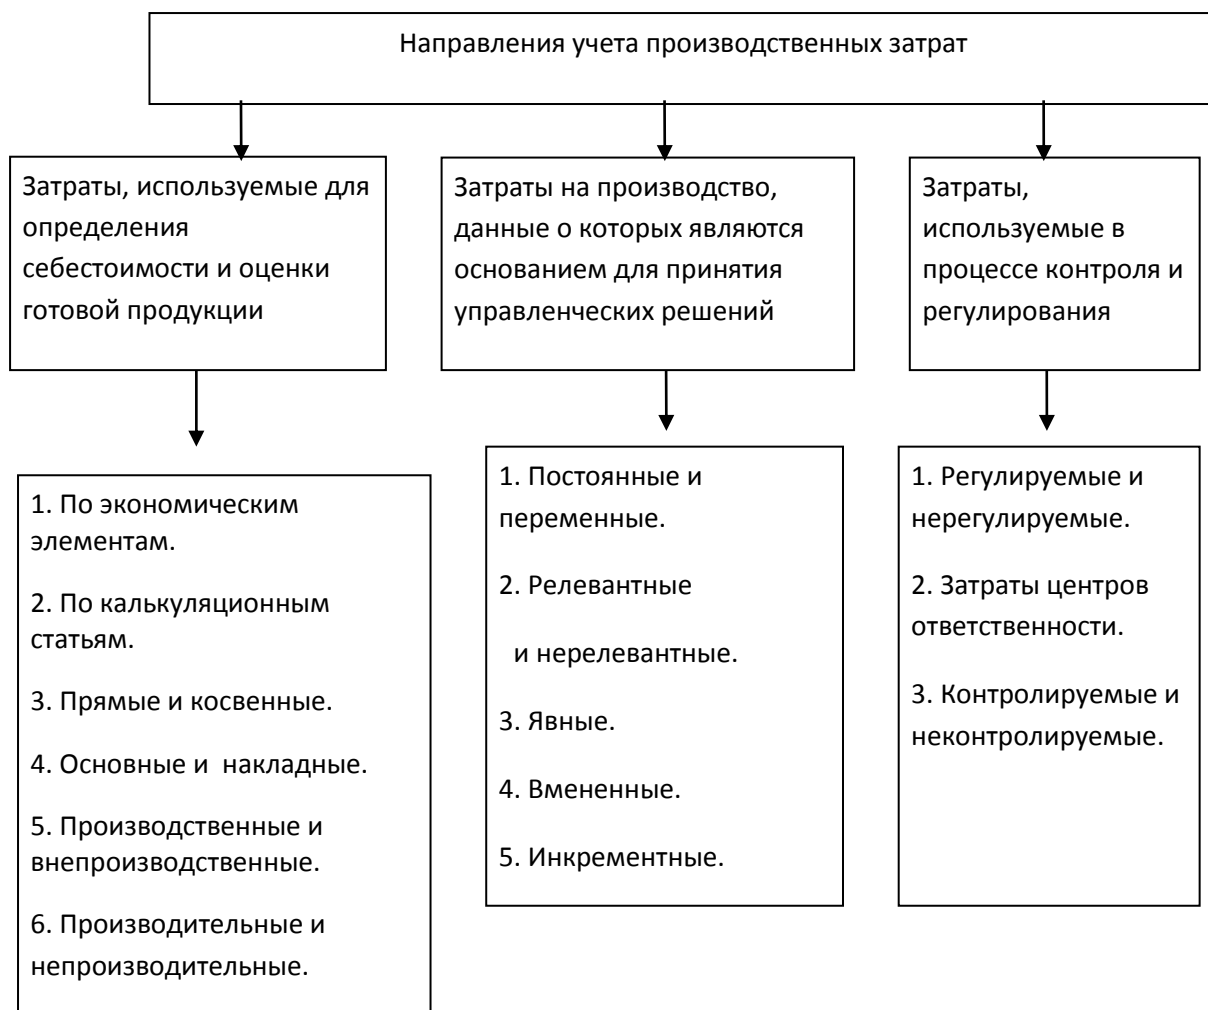 Направления учета производственных затрат
Затраты, используемые для
определения
себестоимости и оценки
готовой продукции
Затраты на производство,
данные о которых являются
основанием для принятия
управленческих решений
Затраты,
используемые в
процессе контроля и
регулирования
1. По экономическим
элементам.
2. По калькуляционным
статьям.
3. Прямые и косвенные.
4. Основные и  накладные.
5. Производственные и
внепроизводственные.
6. Производительные и
непроизводительные.
1. Постоянные и
переменные.
2. Релевантные
и нерелевантные.
3. Явные.
4. Вмененные.
5. Инкрементные.
1. Регулируемые и
нерегулируемые.
2. Затраты центров
ответственности.
3. Контролируемые и
неконтролируемые.